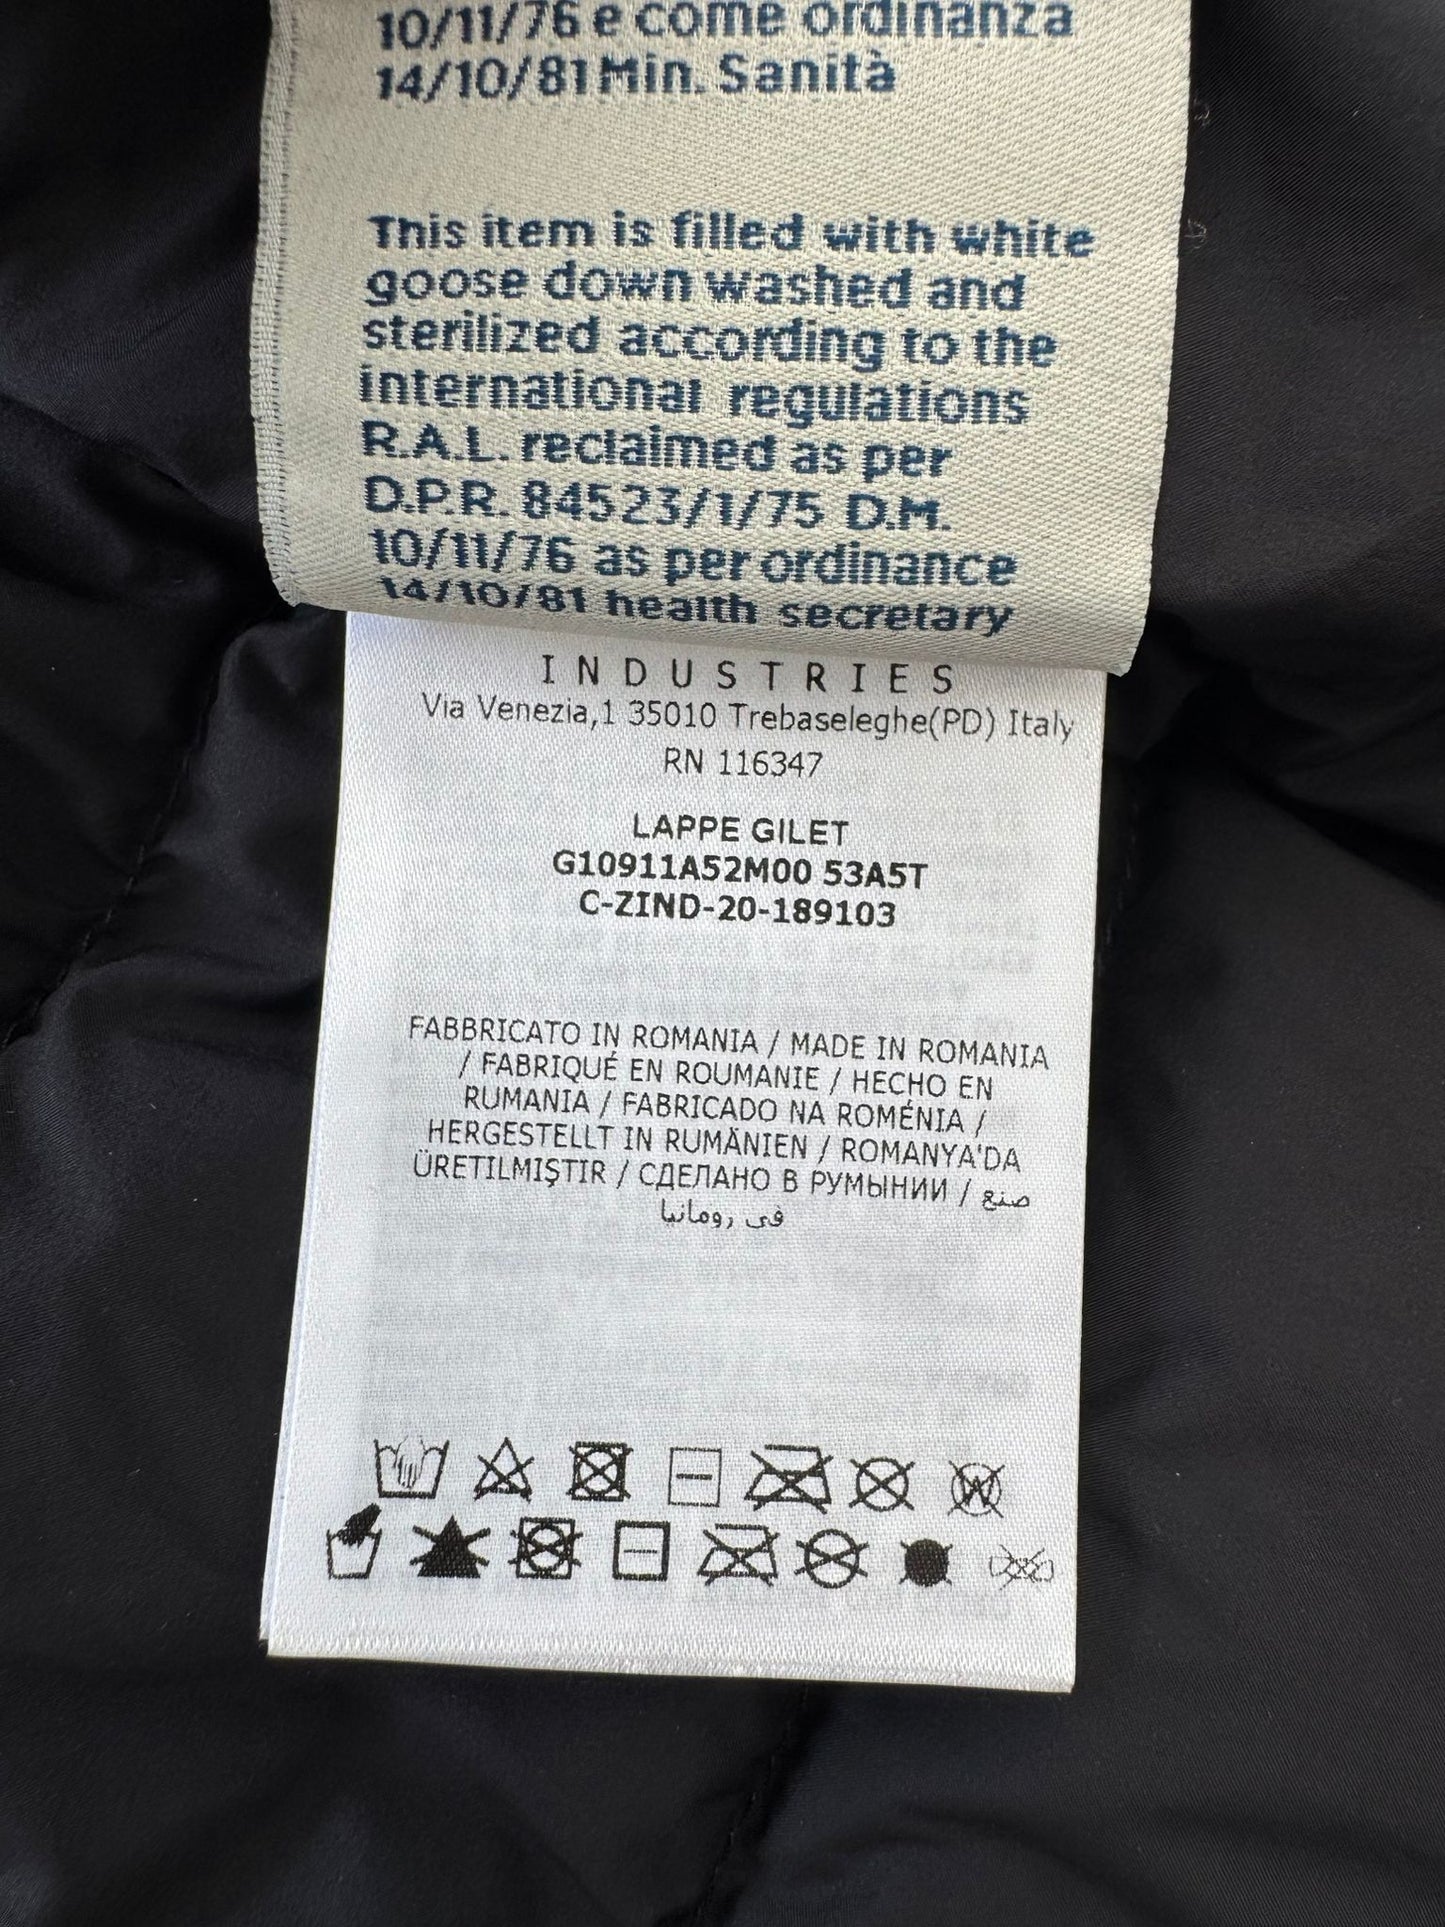 10/11/76 e come ordinanza
14/10/81 Min. Sanità
This item is filled with white
goose down washed and
sterilized according to the
international regulations
R.A.L. reclaimed as per
D.P.R. 84523/1/75 D.M.
10/11/76 as per ordinance
14/10/81 health secretary
INDUSTRIES
Via Venezia,1 35010 Trebaseleghe(PD) Italy
RN 116347
LAPPE GILET
G10911A52M00 53A5T
C-ZIND-20-189103
FABBRICATO IN ROMANIA / MADE IN ROMANIA
/ FABRIQUÉ EN ROUMANIE / HECHO EN
RUMANIA / FABRICADO NA ROMÉNIA /
HERGESTELLT IN RUMÄNIEN / ROMANYA'DA
ÜRETILMIŞTIR / СДЕЛАНО В РУМЫНИИ / صنع
في رومانيا
W